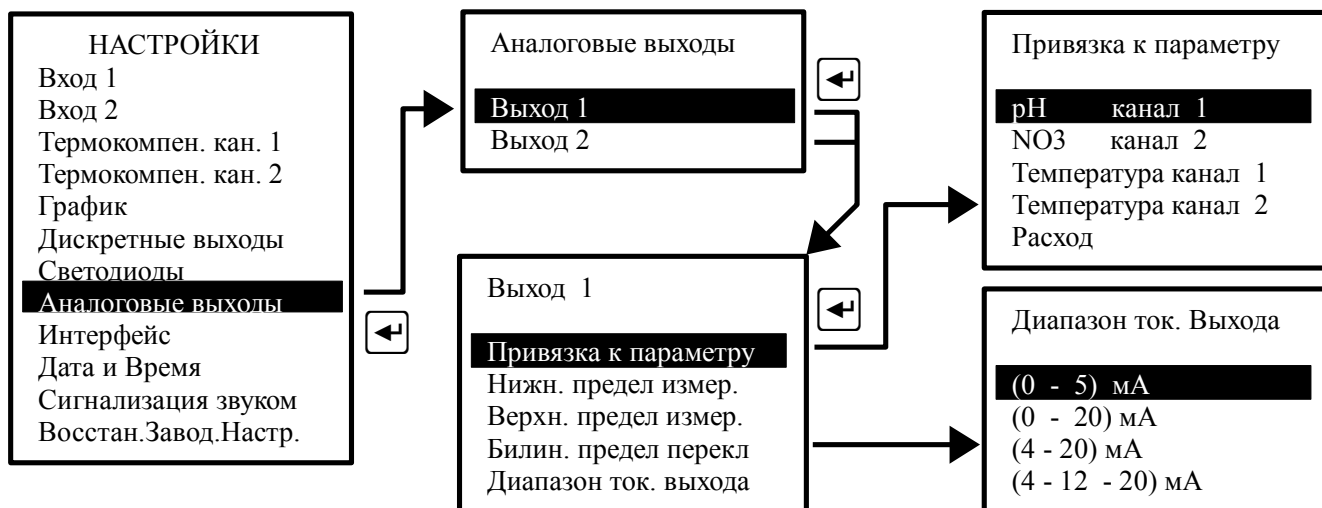 НАСТРОЙКИ
Вход 1
Вход 2
Термокомпен. кан. 1
Термокомпен. кан. 2
График
Дискретные выходы
Светодиоды
Аналоговые выходы
Интерфейс
Дата и Время
Сигнализация звуком
Восстан.Завод.Настр.
Аналоговые выходы
Выход 1
Выход 2
Выход 1
Привязка к параметру
Нижн. предел измер.
Верхн. предел измер.
Билин. предел перекл
Диапазон ток. выхода
Привязка к параметру
pH канал 1
NO3 канал 2
Температура канал 1
Температура канал 2
Расход
Диапазон ток. Выхода
(0 - 5) мА
(0 - 20) мА
(4 - 20) мА
(4 - 12 - 20) мА